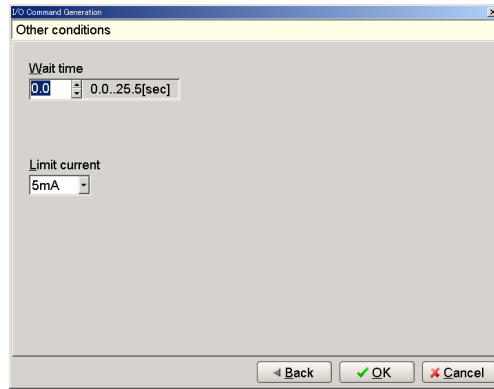 I/O Command Generation
Other conditions
Wait time
0.0 0.0..25.5[sec]
Limit current
5mA
Back OK Cancel